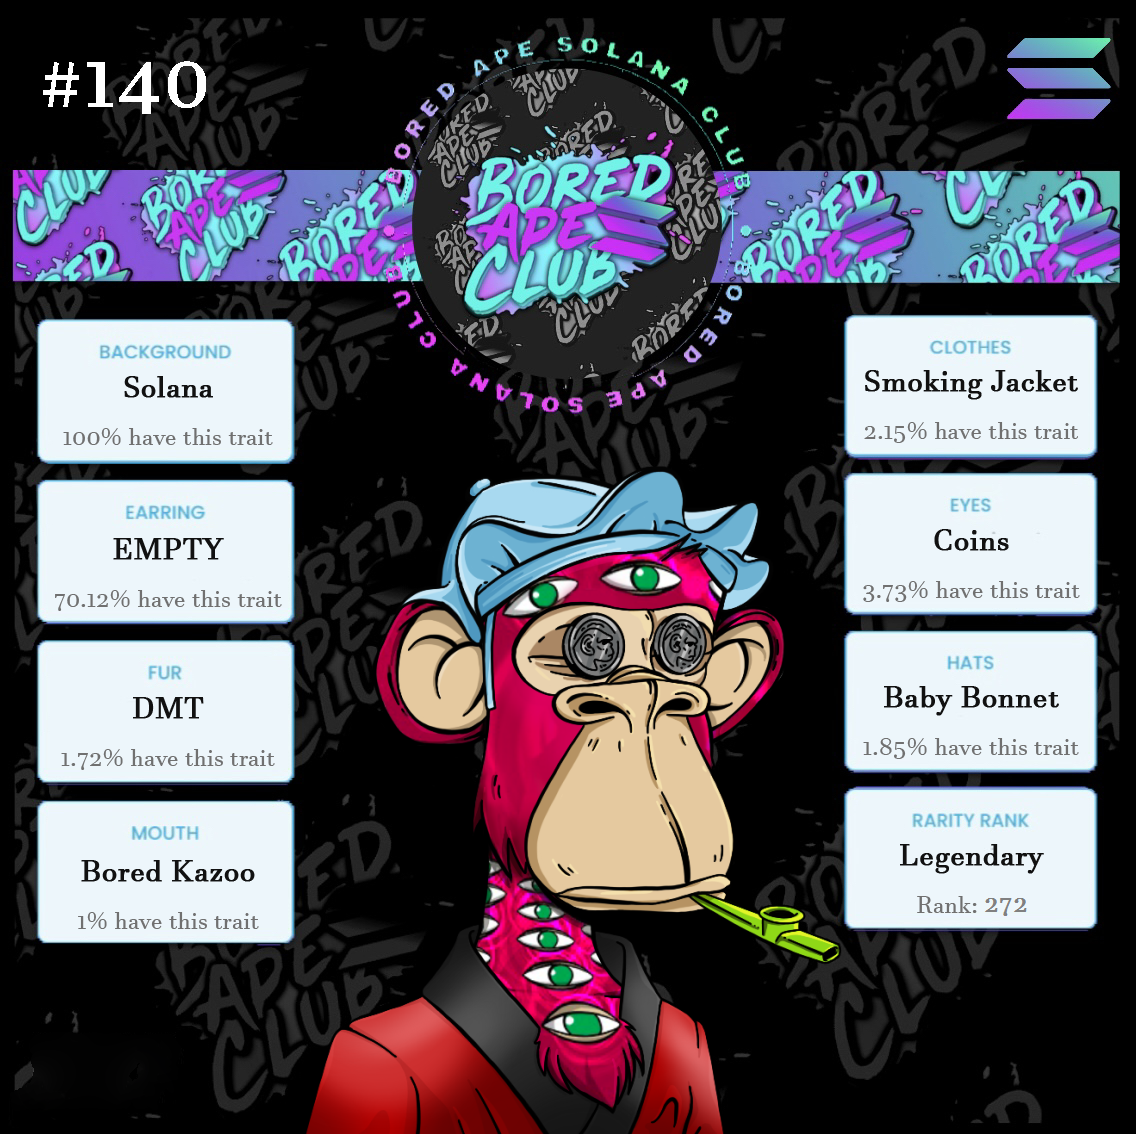 #140
BORED APE SOLANA CLUB
BORED
APE
CLUB
BORED APE SOLANA CLUB
BACKGROUND
Solana
100% have this trait
EARRING
EMPTY
70.12% have this trait
FUR
DMT
1.72% have this trait
MOUTH
Bored Kazoo
1% have this trait
CLOTHES
Smoking Jacket
2.15% have this trait
EYES
Coins
3.73% have this trait
HATS
Baby Bonnet
1.85% have this trait
RARITY RANK
Legendary
Rank: 272